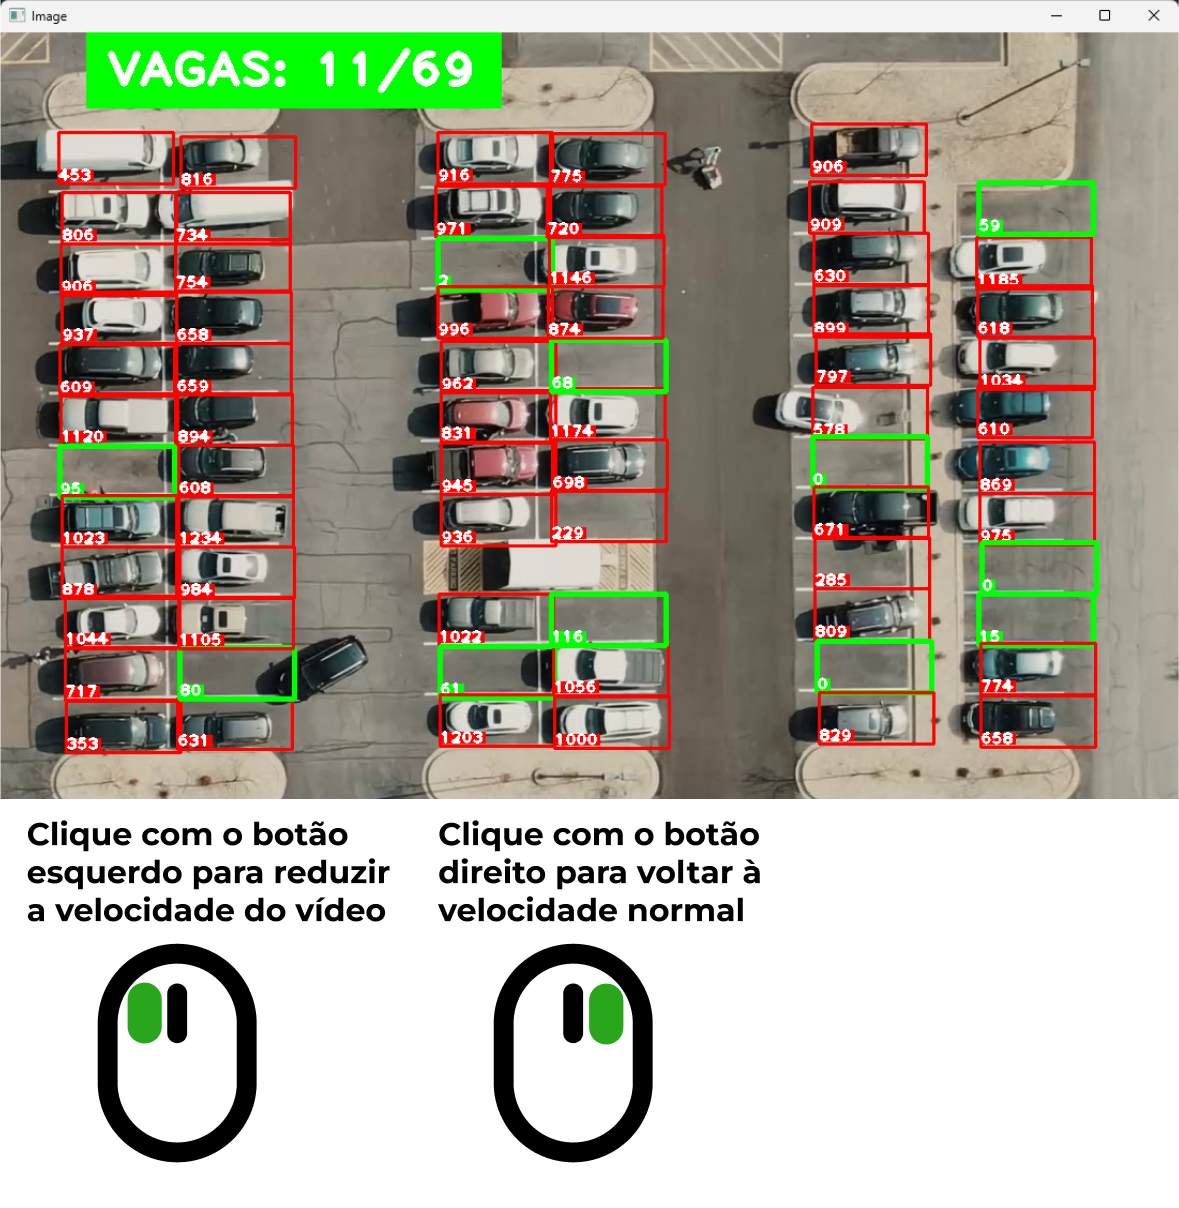 Image
VAGAS: 11/69
453 816 916 775 906
806 734 971 720 909 59
906 754 2 1146 630 1185
937 658 996 874 899 618
609 659 962 68 797 1034
1120 894 831 1174 578 610
95 608 945 698 0 869
1023 1234 936 229 671 975
878 984 285 0
1044 1105 1022 116 809 15
717 80 61 1056 0 774
353 631 1203 1000 829 658
Clique com o botão
esquerdo para reduzir
a velocidade do vídeo
Clique com o botão
direito para voltar à
velocidade normal